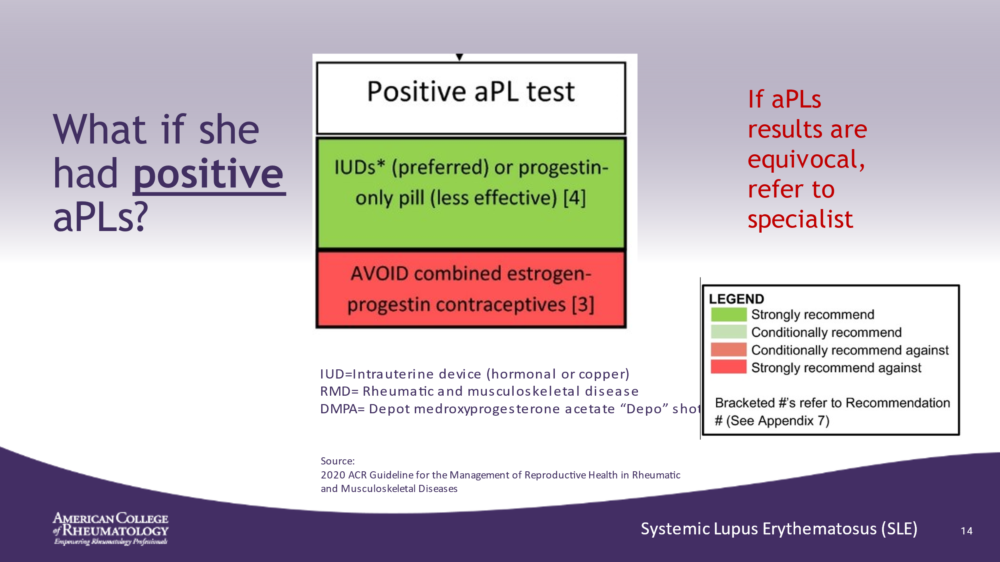 What if she
had positive
aPLs?
Positive aPL test
IUDs* (preferred) or progestin-
only pill (less effective) [4]
AVOID combined estrogen-
progestin contraceptives [3]
If aPLs
results are
equivocal,
refer to
specialist
LEGEND
Strongly recommend
Conditionally recommend
Conditionally recommend against
Strongly recommend against
Bracketed #'s refer to Recommendation
# (See Appendix 7)
IUD=Intrauterine device (hormonal or copper)
RMD= Rheumatic and musculoskeletal disease
DMPA= Depot medroxyprogesterone acetate “Depo” shot
Source:
2020 ACR Guideline for the Management of Reproductive Health in Rheumatic
and Musculoskeletal Diseases
AMERICAN COLLEGE
of RHEUMATOLOGY
Empowering Rheumatology Professionals
Systemic Lupus Erythematosus (SLE)
14